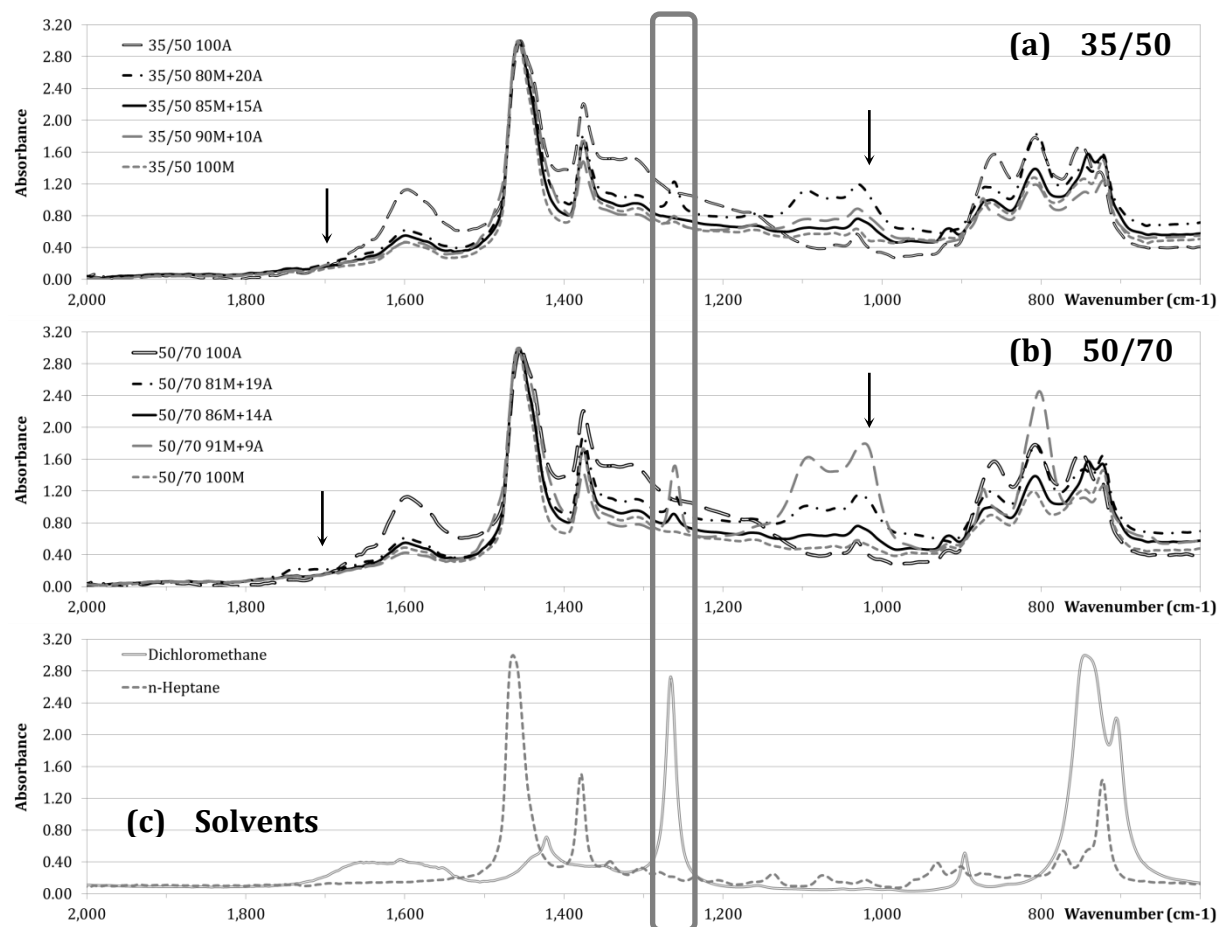 3.20
2.80
2.40
2.00
1.60
1.20
0.80
0.40
0.00
Absorbance
35/50 100A
35/50 80M+20A
35/50 85M+15A
35/50 90M+10A
35/50 100M
(a) 35/50
2,000 1,800 1,600 1,400 1,200 1,000 800 Wavenumber (cm-1)
3.20
2.80
2.40
2.00
1.60
1.20
0.80
0.40
0.00
Absorbance
50/70 100A
50/70 81M+19A
50/70 86M+14A
50/70 91M+9A
50/70 100M
(b) 50/70
2,000 1,800 1,600 1,400 1,200 1,000 800 Wavenumber (cm-1)
3.20
2.80
2.40
2.00
1.60
1.20
0.80
0.40
0.00
Absorbance
Dichloromethane
n-Heptane
(c) Solvents
2,000 1,800 1,600 1,400 1,200 1,000 800 Wavenumber (cm-1)